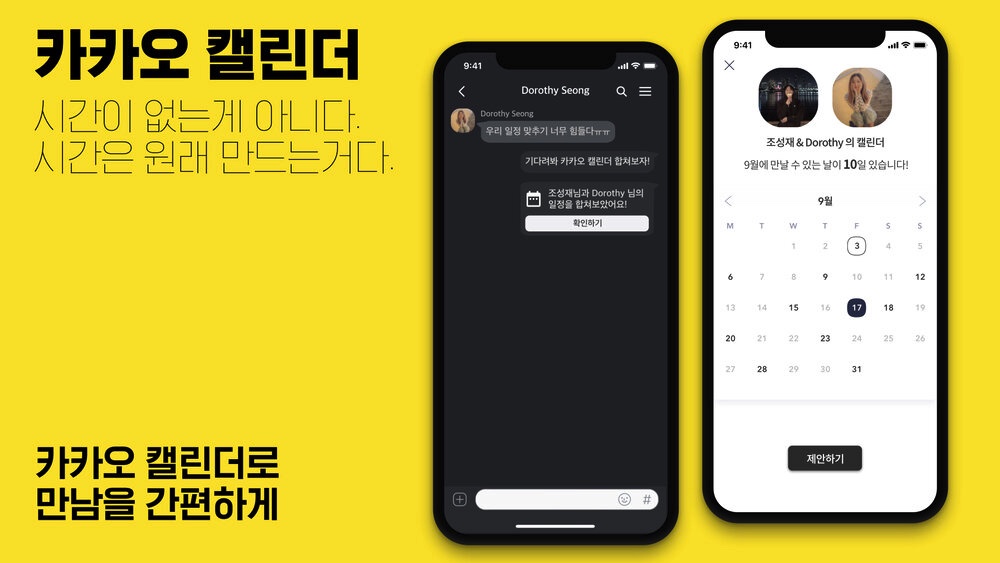 카카오 캘린더
시간이 없는게 아니다.
시간은 원래 만드는거다.
카카오 캘린더로
만남을 간편하게
9:41
Dorothy Seong
Dorothy Seong
우리 일정 맞추기 너무 힘들다ㅠㅠ
기다려봐 카카오 캘린더 합쳐보자!
조성재님과 Dorothy 님의
일정을 합쳐보았어요!
확인하기
#
9:41
조성재 & Dorothy 의 캘린더
9월에 만날 수 있는 날이 10일 있습니다!
9월
M T W T F S S
1 2 3 4 5
6 7 8 9 10 11 12
13 14 15 16 17 18 19
20 21 22 23 24 25 26
27 28 29 30 31
제안하기